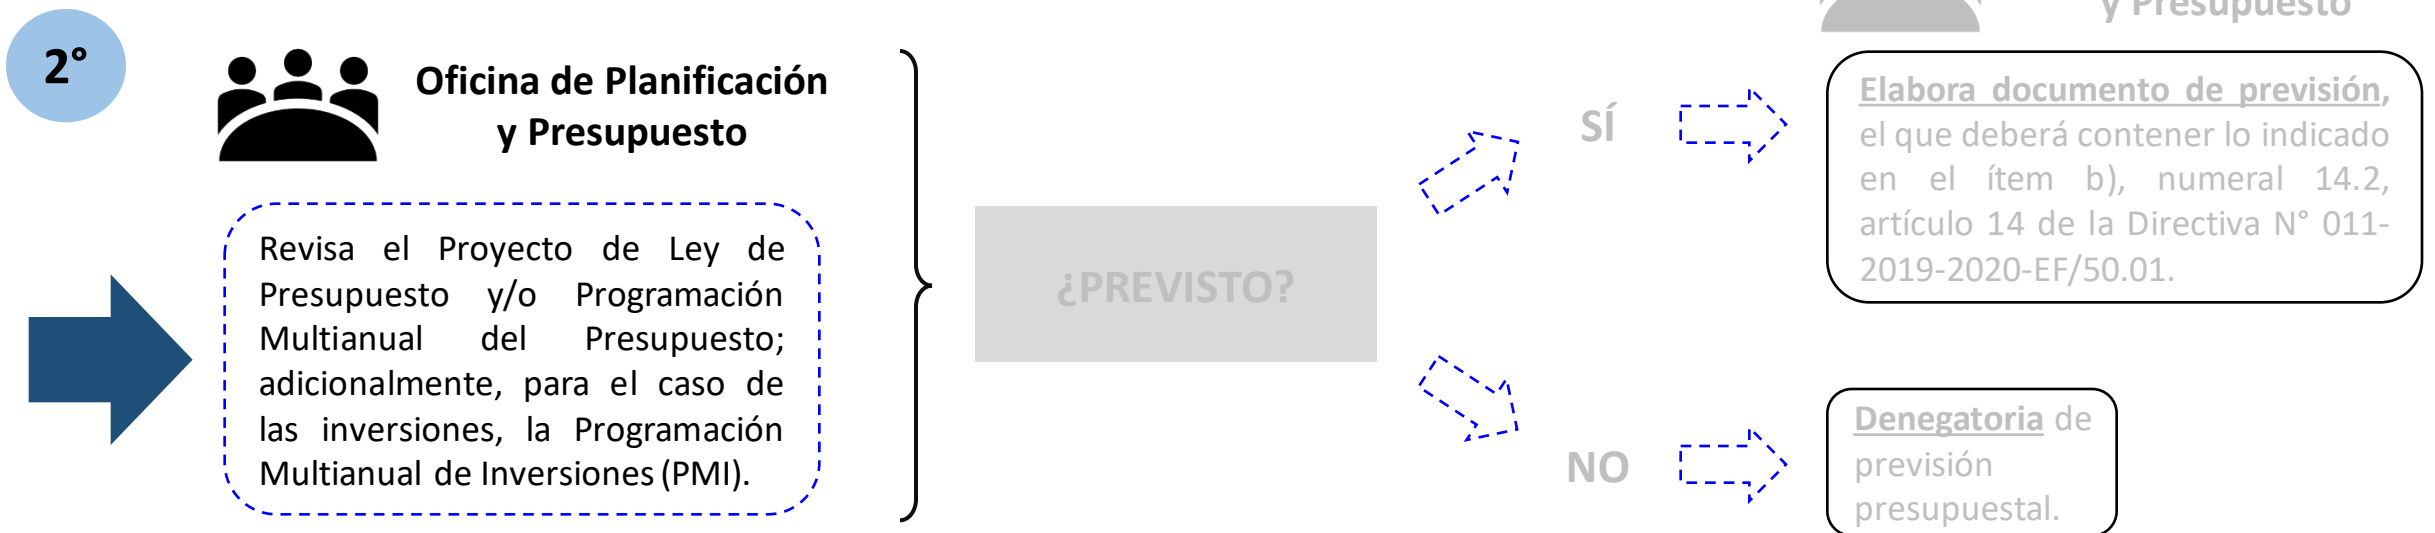 2°
Oficina de Planificación
y Presupuesto
Revisa el Proyecto de Ley de
Presupuesto y/o Programación
Multianual del Presupuesto;
adicionalmente, para el caso de
las inversiones, la Programación
Multianual de Inversiones (PMI).
¿PREVISTO?
SÍ
y Presupuesto
Elabora documento de previsión,
el que deberá contener lo indicado
en el ítem b), numeral 14.2,
artículo 14 de la Directiva N° 011-
2019-2020-EF/50.01.
NO
Denegatoria de
previsión
presupuestal.